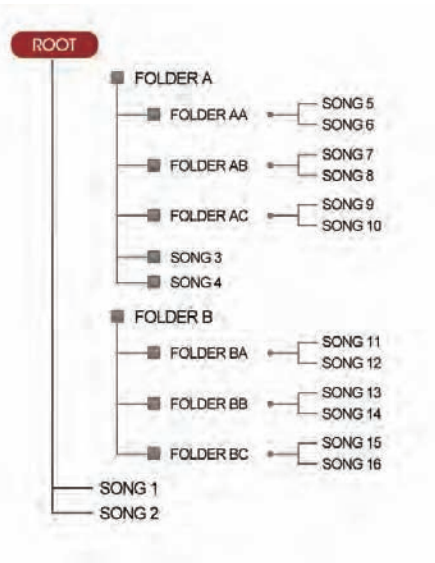 ROOT
FOLDER A
FOLDER AA
SONG 5
SONG 6
FOLDER AB
SONG 7
SONG 8
FOLDER AC
SONG 9
SONG 10
SONG 3
SONG 4
FOLDER B
FOLDER BA
SONG 11
SONG 12
FOLDER BB
SONG 13
SONG 14
FOLDER BC
SONG 15
SONG 16
SONG 1
SONG 2